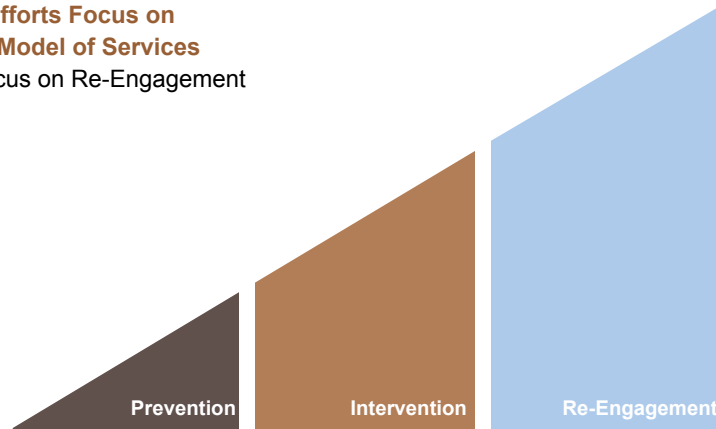 fforts Focus on
Model of Services
cus on Re-Engagement
Prevention
Intervention
Re-Engagement